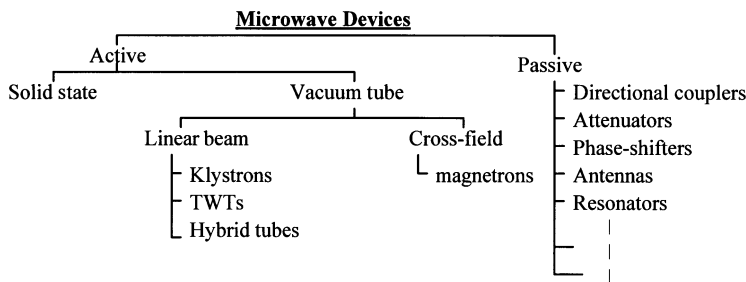 Microwave Devices
Active
Passive
Solid state
Vacuum tube
Directional couplers
Linear beam
Cross-field
Attenuators
Klystrons
magnetrons
Phase-shifters
TWTs
Antennas
Hybrid tubes
Resonators